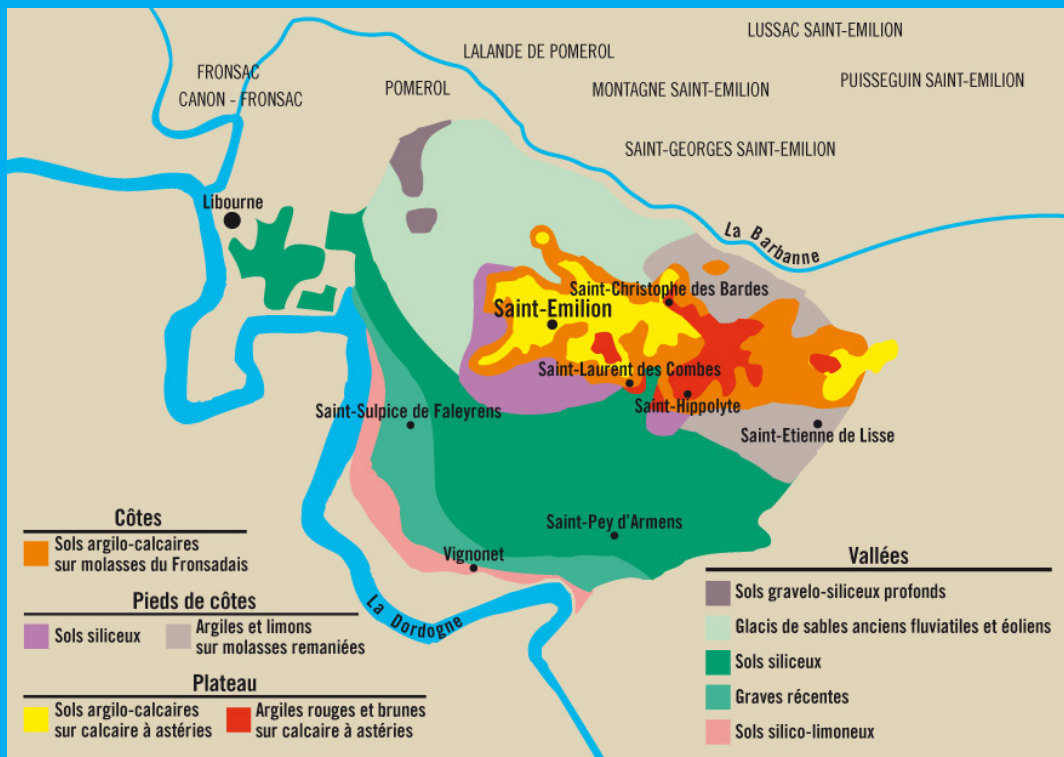 LUSSAC SAINT-EMILION
LALANDE DE POMEROL
FRONSAC
CANON - FRONSAC
POMEROL
MONTAGNE SAINT-EMILION
PUISSEGUIN SAINT-EMILION
SAINT-GEORGES SAINT-EMILION
Libourne
La Barbanne
Saint-Christophe des Bardes
Saint-Emilion
Saint-Laurent des Combes
Saint-Hippolyte
Saint-Sulpice de Faleyrens
Saint-Etienne de Lisse
Saint-Pey d'Armens
Vignonet
La Dordogne
Côtes
Sols argilo-calcaires
sur molasses du Fronsadais
Pieds de côtes
Sols siliceux
Argiles et limons
sur molasses remaniées
Plateau
Sols argilo-calcaires
sur calcaire à astéries
Argiles rouges et brunes
sur calcaire à astéries
Vallées
Sols gravelo-siliceux profonds
Glacis de sables anciens fluviatiles et éoliens
Sols siliceux
Graves récentes
Sols silico-limoneux